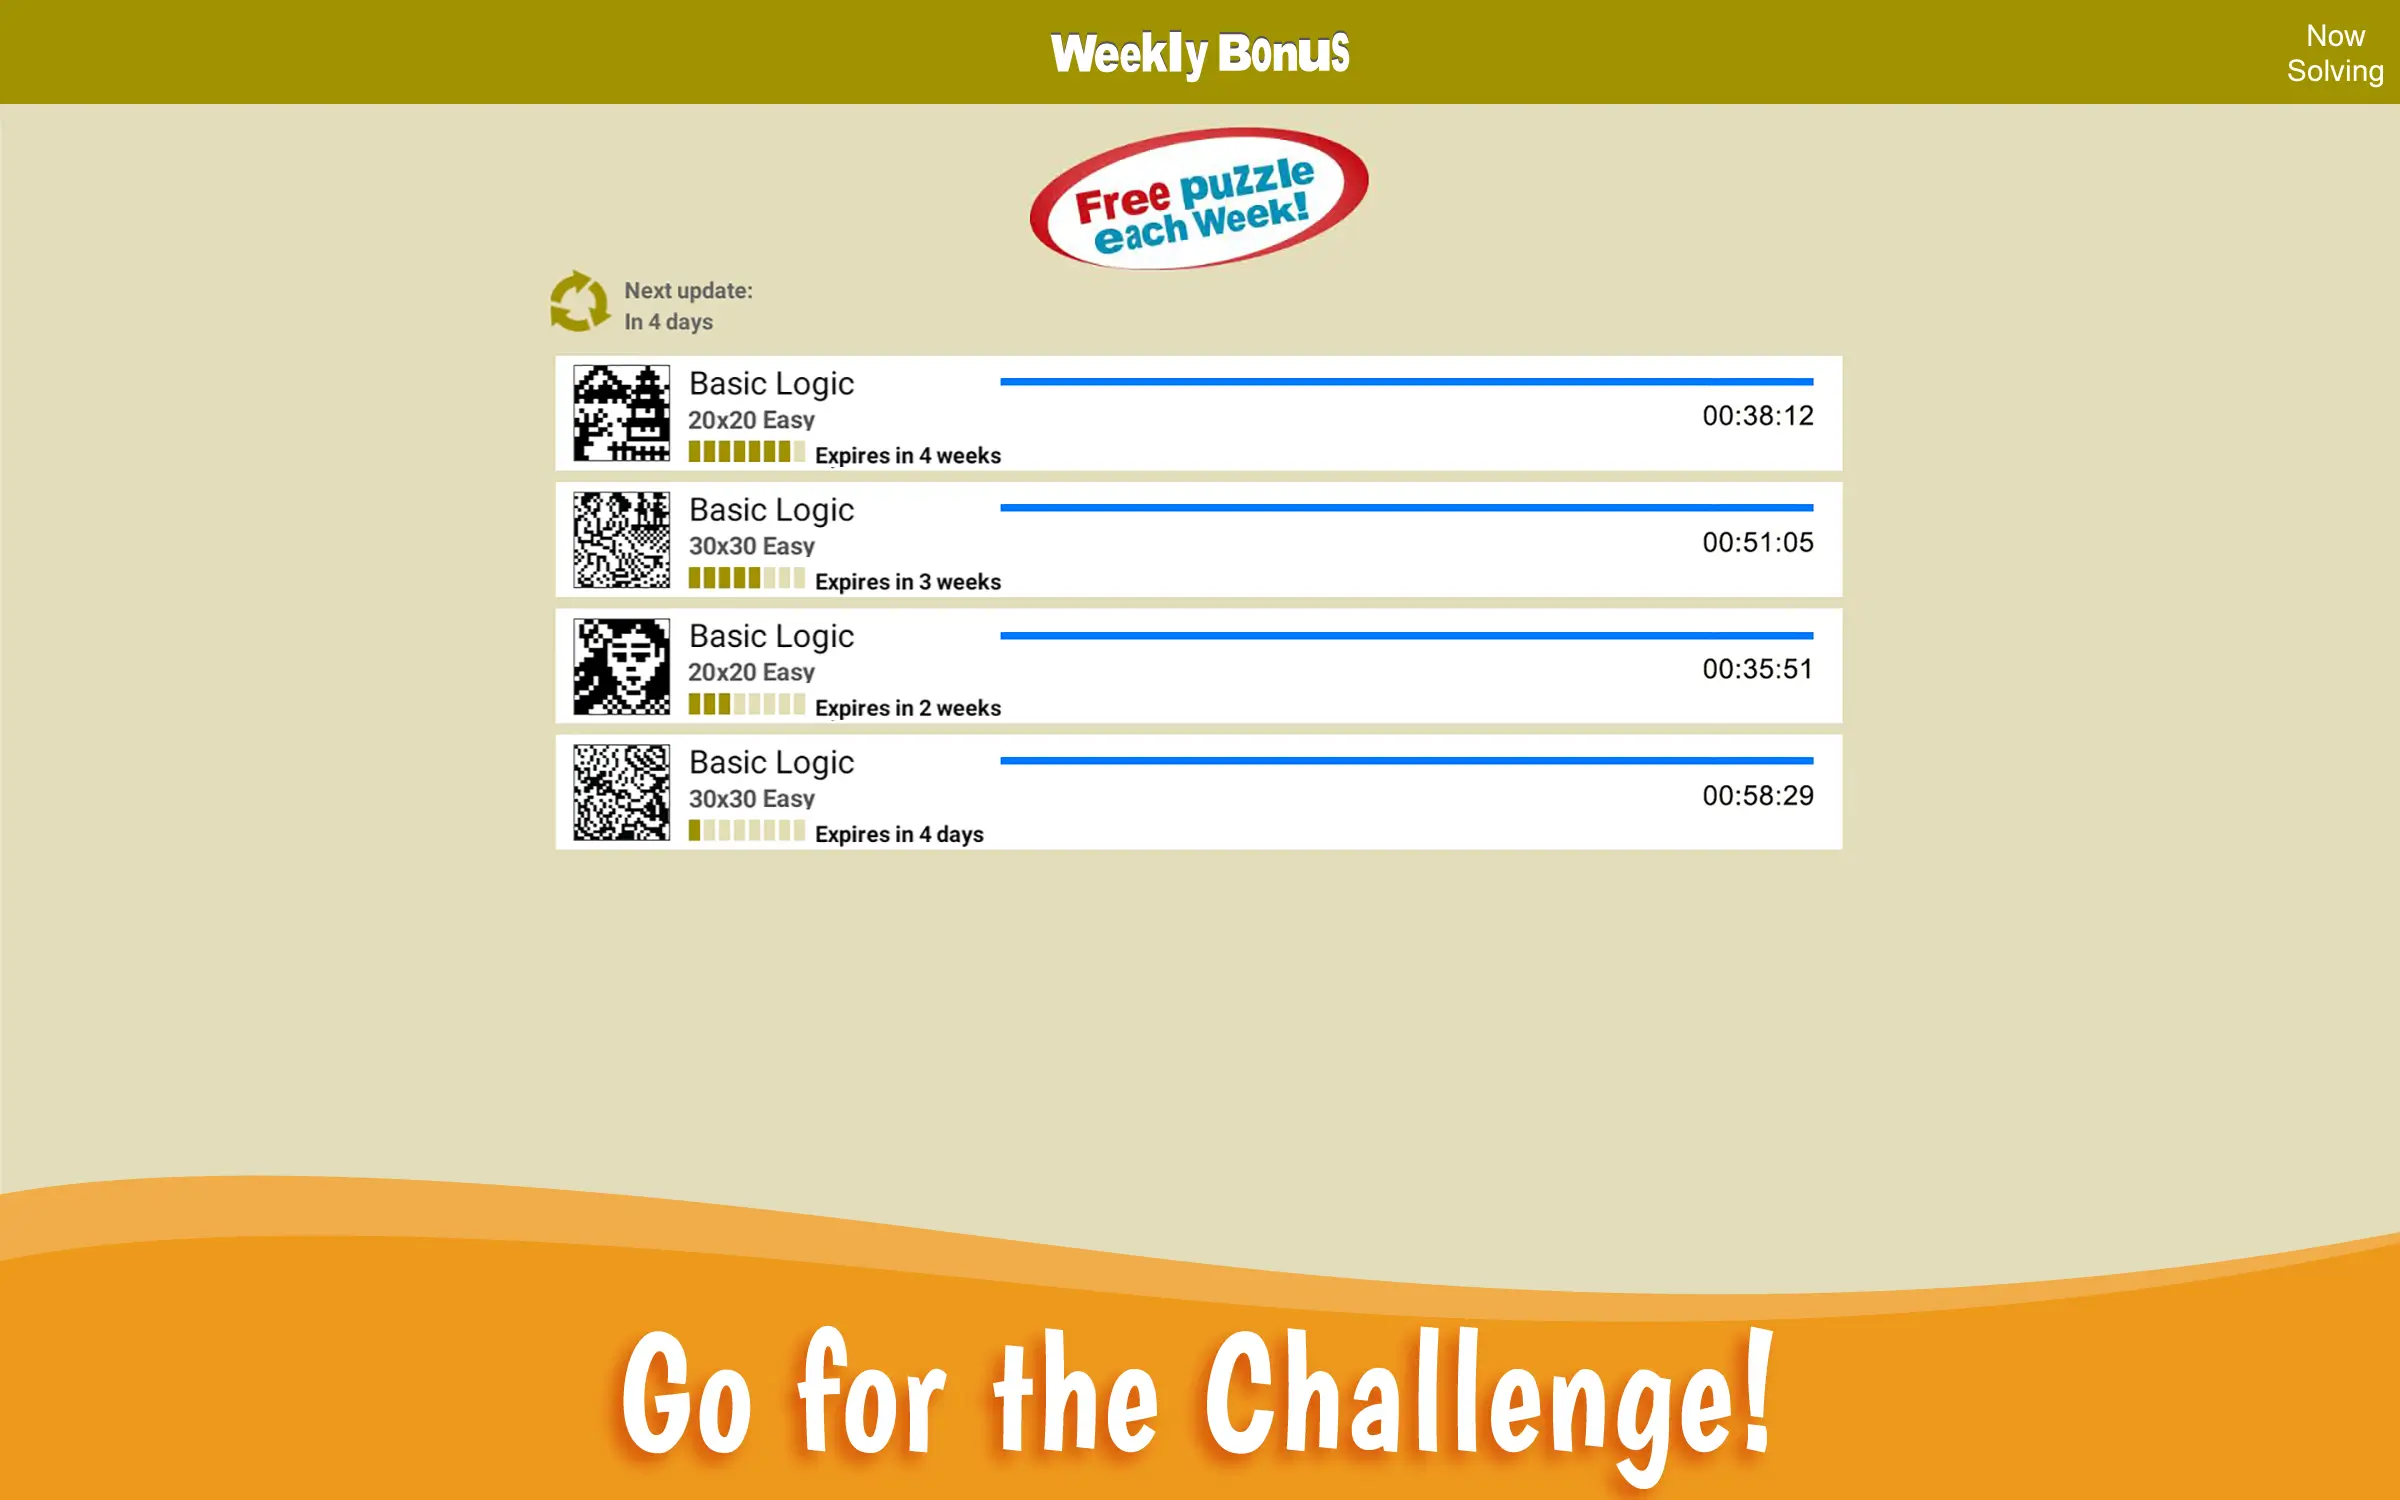 Weekly Bonus
Now
Solving
Free puzzle
each Week!
Next update:
In 4 days
Basic Logic
20x20 Easy
Expires in 4 weeks
00:38:12
Basic Logic
30x30 Easy
Expires in 3 weeks
00:51:05
Basic Logic
20x20 Easy
Expires in 2 weeks
00:35:51
Basic Logic
30x30 Easy
Expires in 4 days
00:58:29
Go for the Challenge!